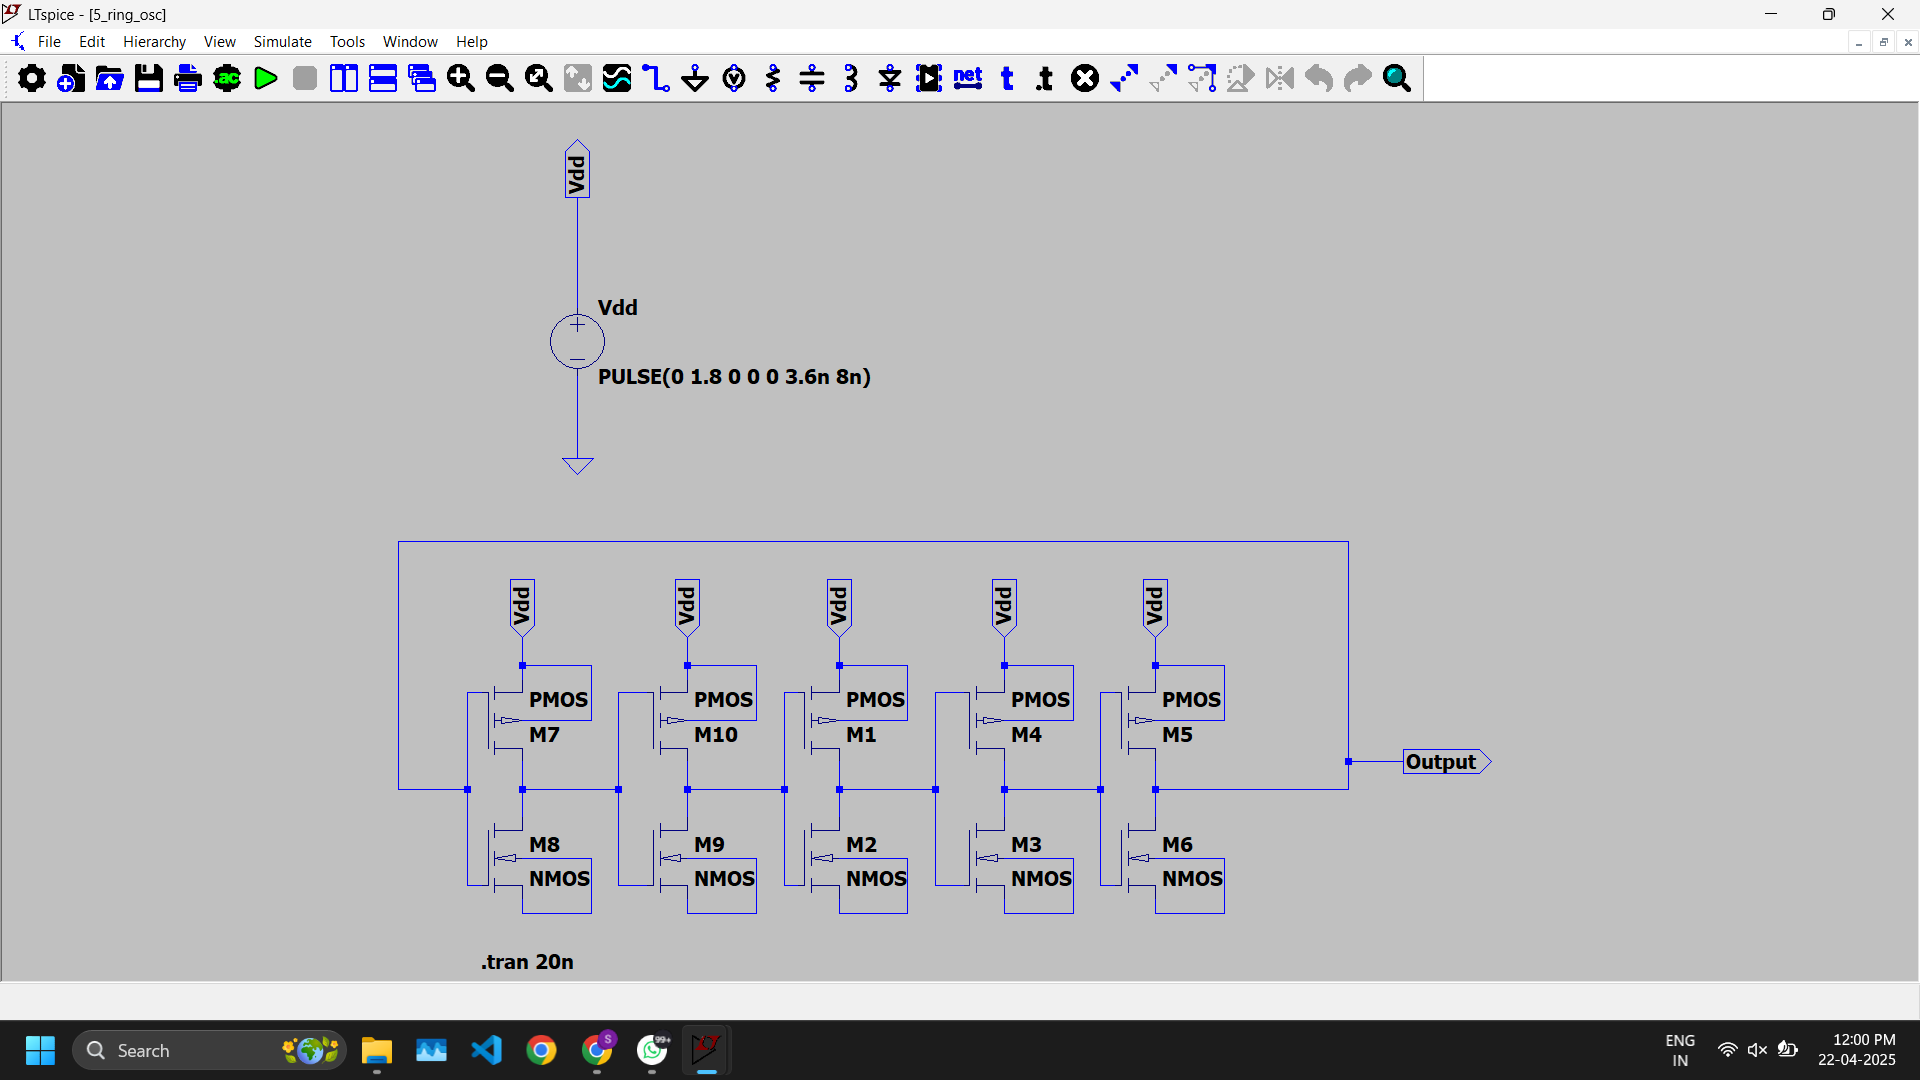 LTspice - [5_ring_osc]
File Edit Hierarchy View Simulate Tools Window Help
.ac net t .t
Vdd
Vdd
PULSE(0 1.8 0 0 0 3.6n 8n)
Vdd Vdd Vdd Vdd Vdd
PMOS PMOS PMOS PMOS PMOS
M7 M10 M1 M4 M5
Output
M8 M9 M2 M3 M6
NMOS NMOS NMOS NMOS NMOS
.tran 20n
Search S 99+ ENG 12:00 PM
IN 22-04-2025